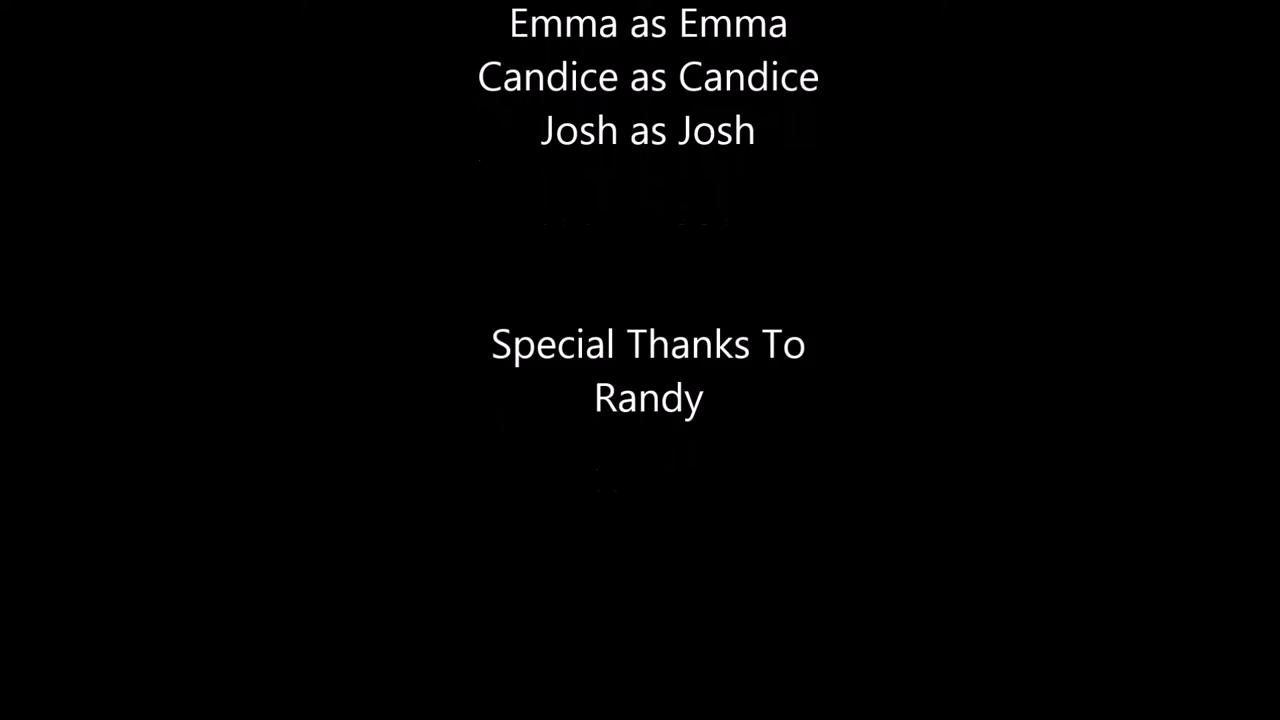 Emma as Emma
Candice as Candice
Josh as Josh
Special Thanks To
Randy